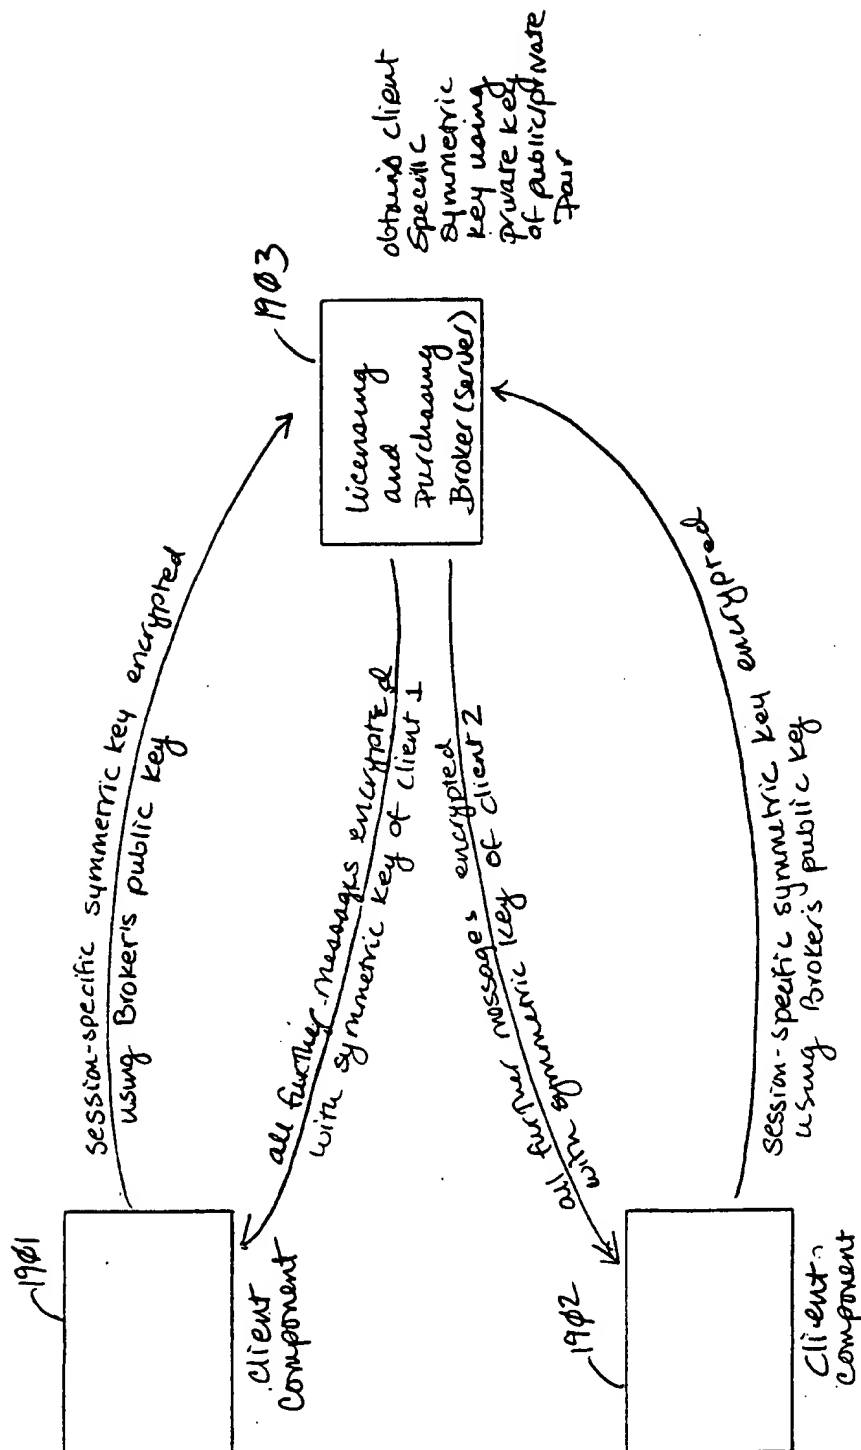 1901
client
component
session-specific symmetric key encrypted
using Broker's public key
all further messages encrypted
with symmetric key of client 1
1903
Licensing
and
Purchasing
Broker (Server)
obtains client
specific
symmetric
key using
private key
of public/private
Pair
all further messages encrypted
with symmetric key of client 2
1902
Client
component
session-specific symmetric key encrypted
using Broker's public key